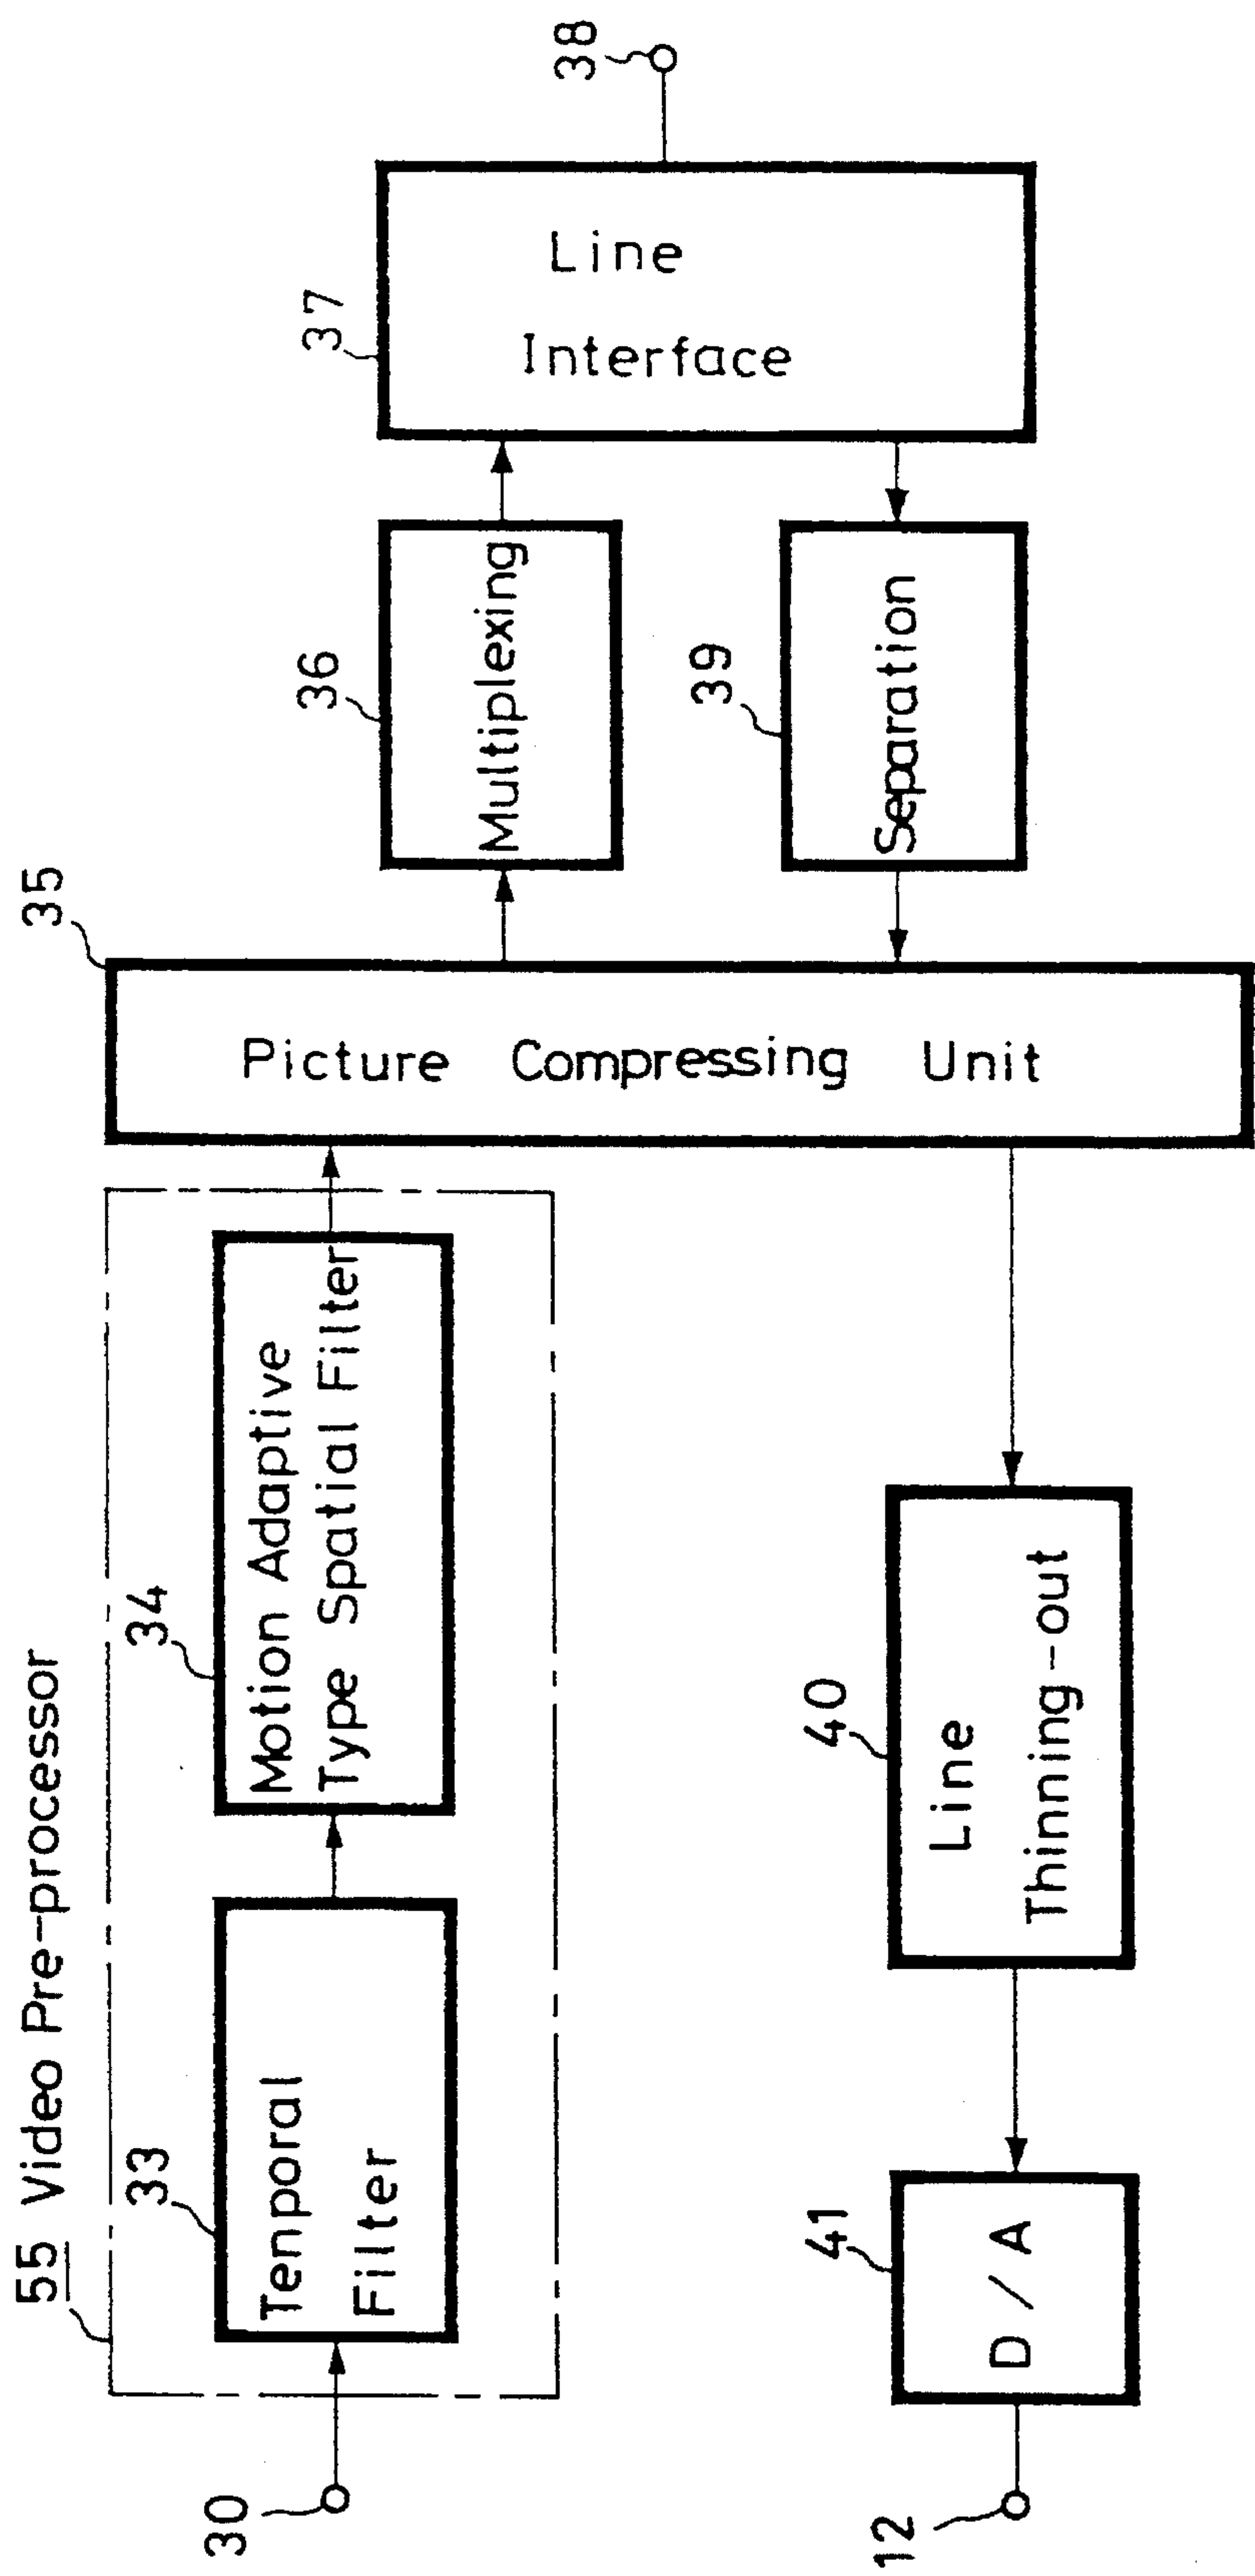 55 Video Pre-processor
33
Tenporal
Filter
34
Motion Adaptive
Type Spatial Filter
30
35
Picture Compressing Unit
36
Multiplexing
37
Line
Interface
38
39
Separation
40
Line
Thinning-out
41
D / A
12